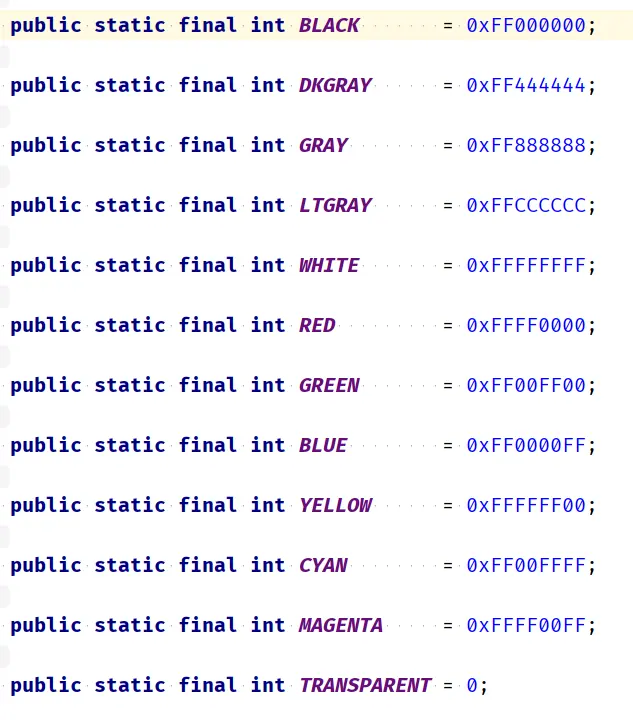 public static final int BLACK       = 0xFF000000;
public static final int DKGRAY      = 0xFF444444;
public static final int GRAY        = 0xFF888888;
public static final int LTGRAY      = 0xFFCCCCCC;
public static final int WHITE       = 0xFFFFFFFF;
public static final int RED         = 0xFFFF0000;
public static final int GREEN       = 0xFF00FF00;
public static final int BLUE        = 0xFF0000FF;
public static final int YELLOW      = 0xFFFFFF00;
public static final int CYAN        = 0xFF00FFFF;
public static final int MAGENTA     = 0xFFFF00FF;
public static final int TRANSPARENT = 0;